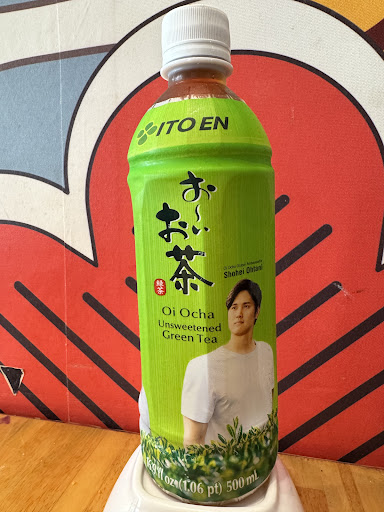 ITO EN
お～い
お茶
緑茶
Oi Ocha
Unsweetened
Green Tea
Shohei Ohtani
fl oz (1.06 pt) 500 mL